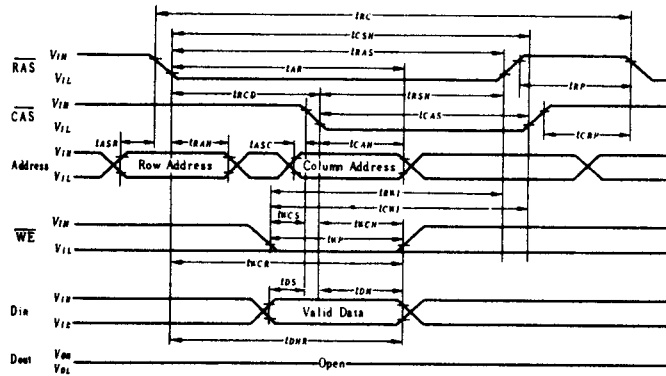 tRC
tCSH
tRAS
tAR
RAS
VIH
VIL
tRP
tRCD
tRSH
CAS
VIH
VIL
tCAS
tCRP
tASR
tRAH
tASC
tCAH
Address
VIH
VIL
Row Address
Column Address
tRWL
tCWL
tWCS
tWCH
WE
VIH
VIL
tWP
tWCR
tDS
tDH
Din
VIH
VIL
Valid Data
tDHR
Dout
VOH
VOL
Open